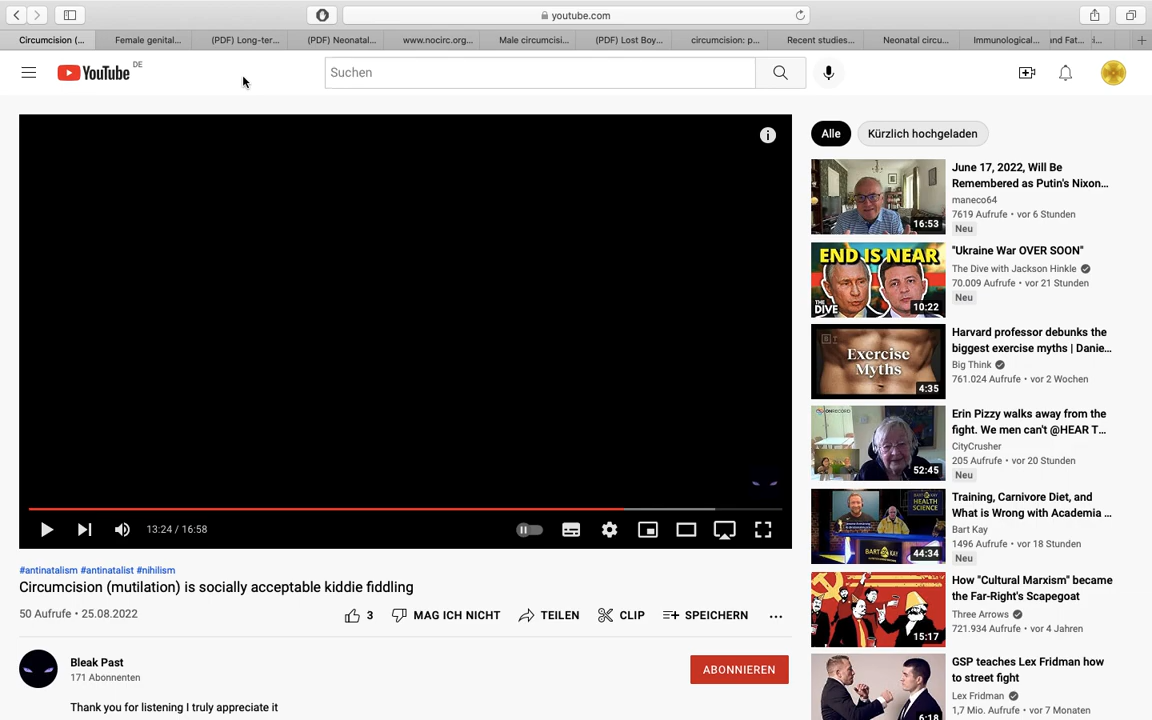 youtube.com
Circumcision (...
Female genital...
(PDF) Long-ter...
(PDF) Neonatal...
www.nocirc.org...
Male circumcisi...
(PDF) Lost Boy...
circumcision: p...
Recent studies...
Neonatal circu...
Immunological...
and Fat...
YouTube DE
Suchen
Alle
Kürzlich hochgeladen
June 17, 2022, Will Be
Remembered as Putin's Nixon...
maneco64
7619 Aufrufe • vor 6 Stunden
Neu
16:53
END IS NEAR
THE
DIVE
10:22
"Ukraine War OVER SOON"
The Dive with Jackson Hinkle
70.009 Aufrufe • vor 21 Stunden
Neu
Exercise
Myths
4:35
Harvard professor debunks the
biggest exercise myths | Danie...
Big Think
761.024 Aufrufe • vor 2 Wochen
52:45
Erin Pizzy walks away from the
fight. We men can't @HEAR T...
CityCrusher
205 Aufrufe • vor 20 Stunden
Neu
HEALTH
SCIENCE
BART KAY
44:34
Training, Carnivore Diet, and
What is Wrong with Academia ...
Bart Kay
1496 Aufrufe • vor 18 Stunden
Neu
15:17
How "Cultural Marxism" became
the Far-Right's Scapegoat
Three Arrows
721.934 Aufrufe • vor 4 Jahren
6:18
GSP teaches Lex Fridman how
to street fight
Lex Fridman
1,7 Mio. Aufrufe • vor 7 Monaten
13:24 / 16:58
#antinatalism #antinatalist #nihilism
Circumcision (mutilation) is socially acceptable kiddie fiddling
50 Aufrufe • 25.08.2022
3
MAG ICH NICHT
TEILEN
CLIP
SPEICHERN
Bleak Past
171 Abonnenten
ABONNIEREN
Thank you for listening I truly appreciate it